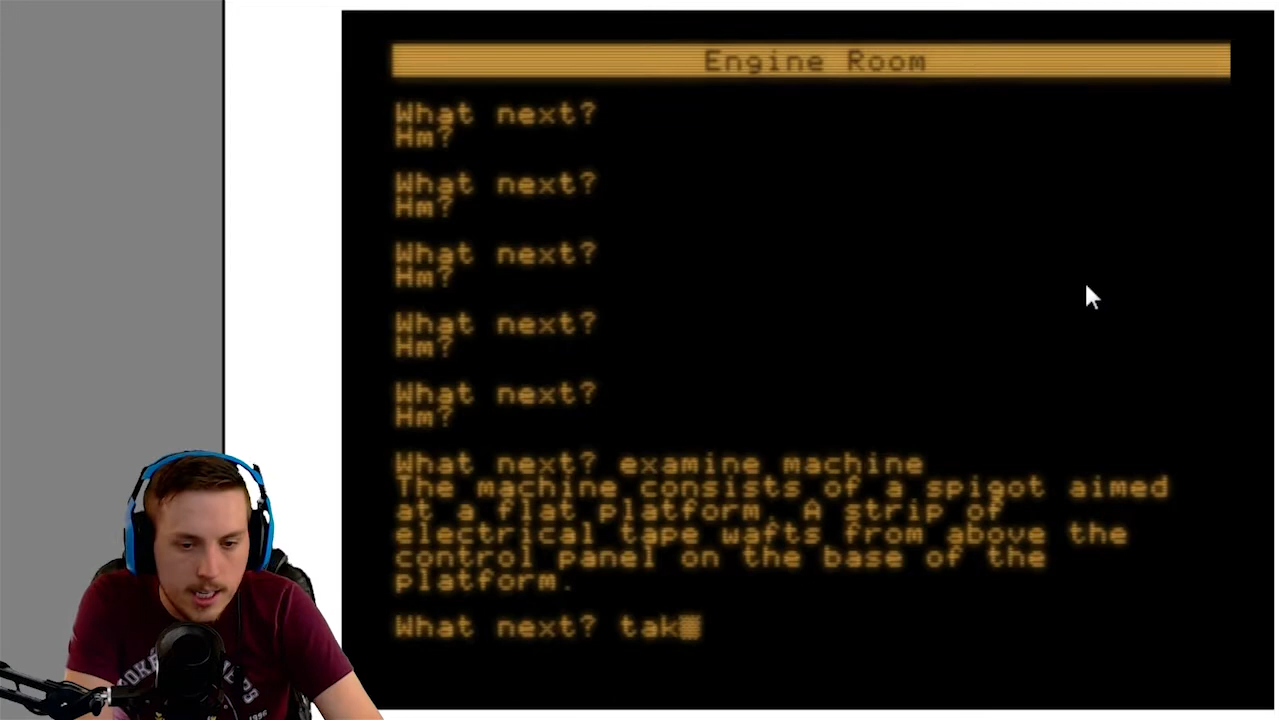 Engine Room
What next?
Hm?
What next?
Hm?
What next?
Hm?
What next?
Hm?
What next?
Hm?
What next? examine machine
The machine consists of a spigot aimed
at a flat platform. A strip of
electrical tape wafts from above the
control panel on the base of the
platform.
What next? tak
1996